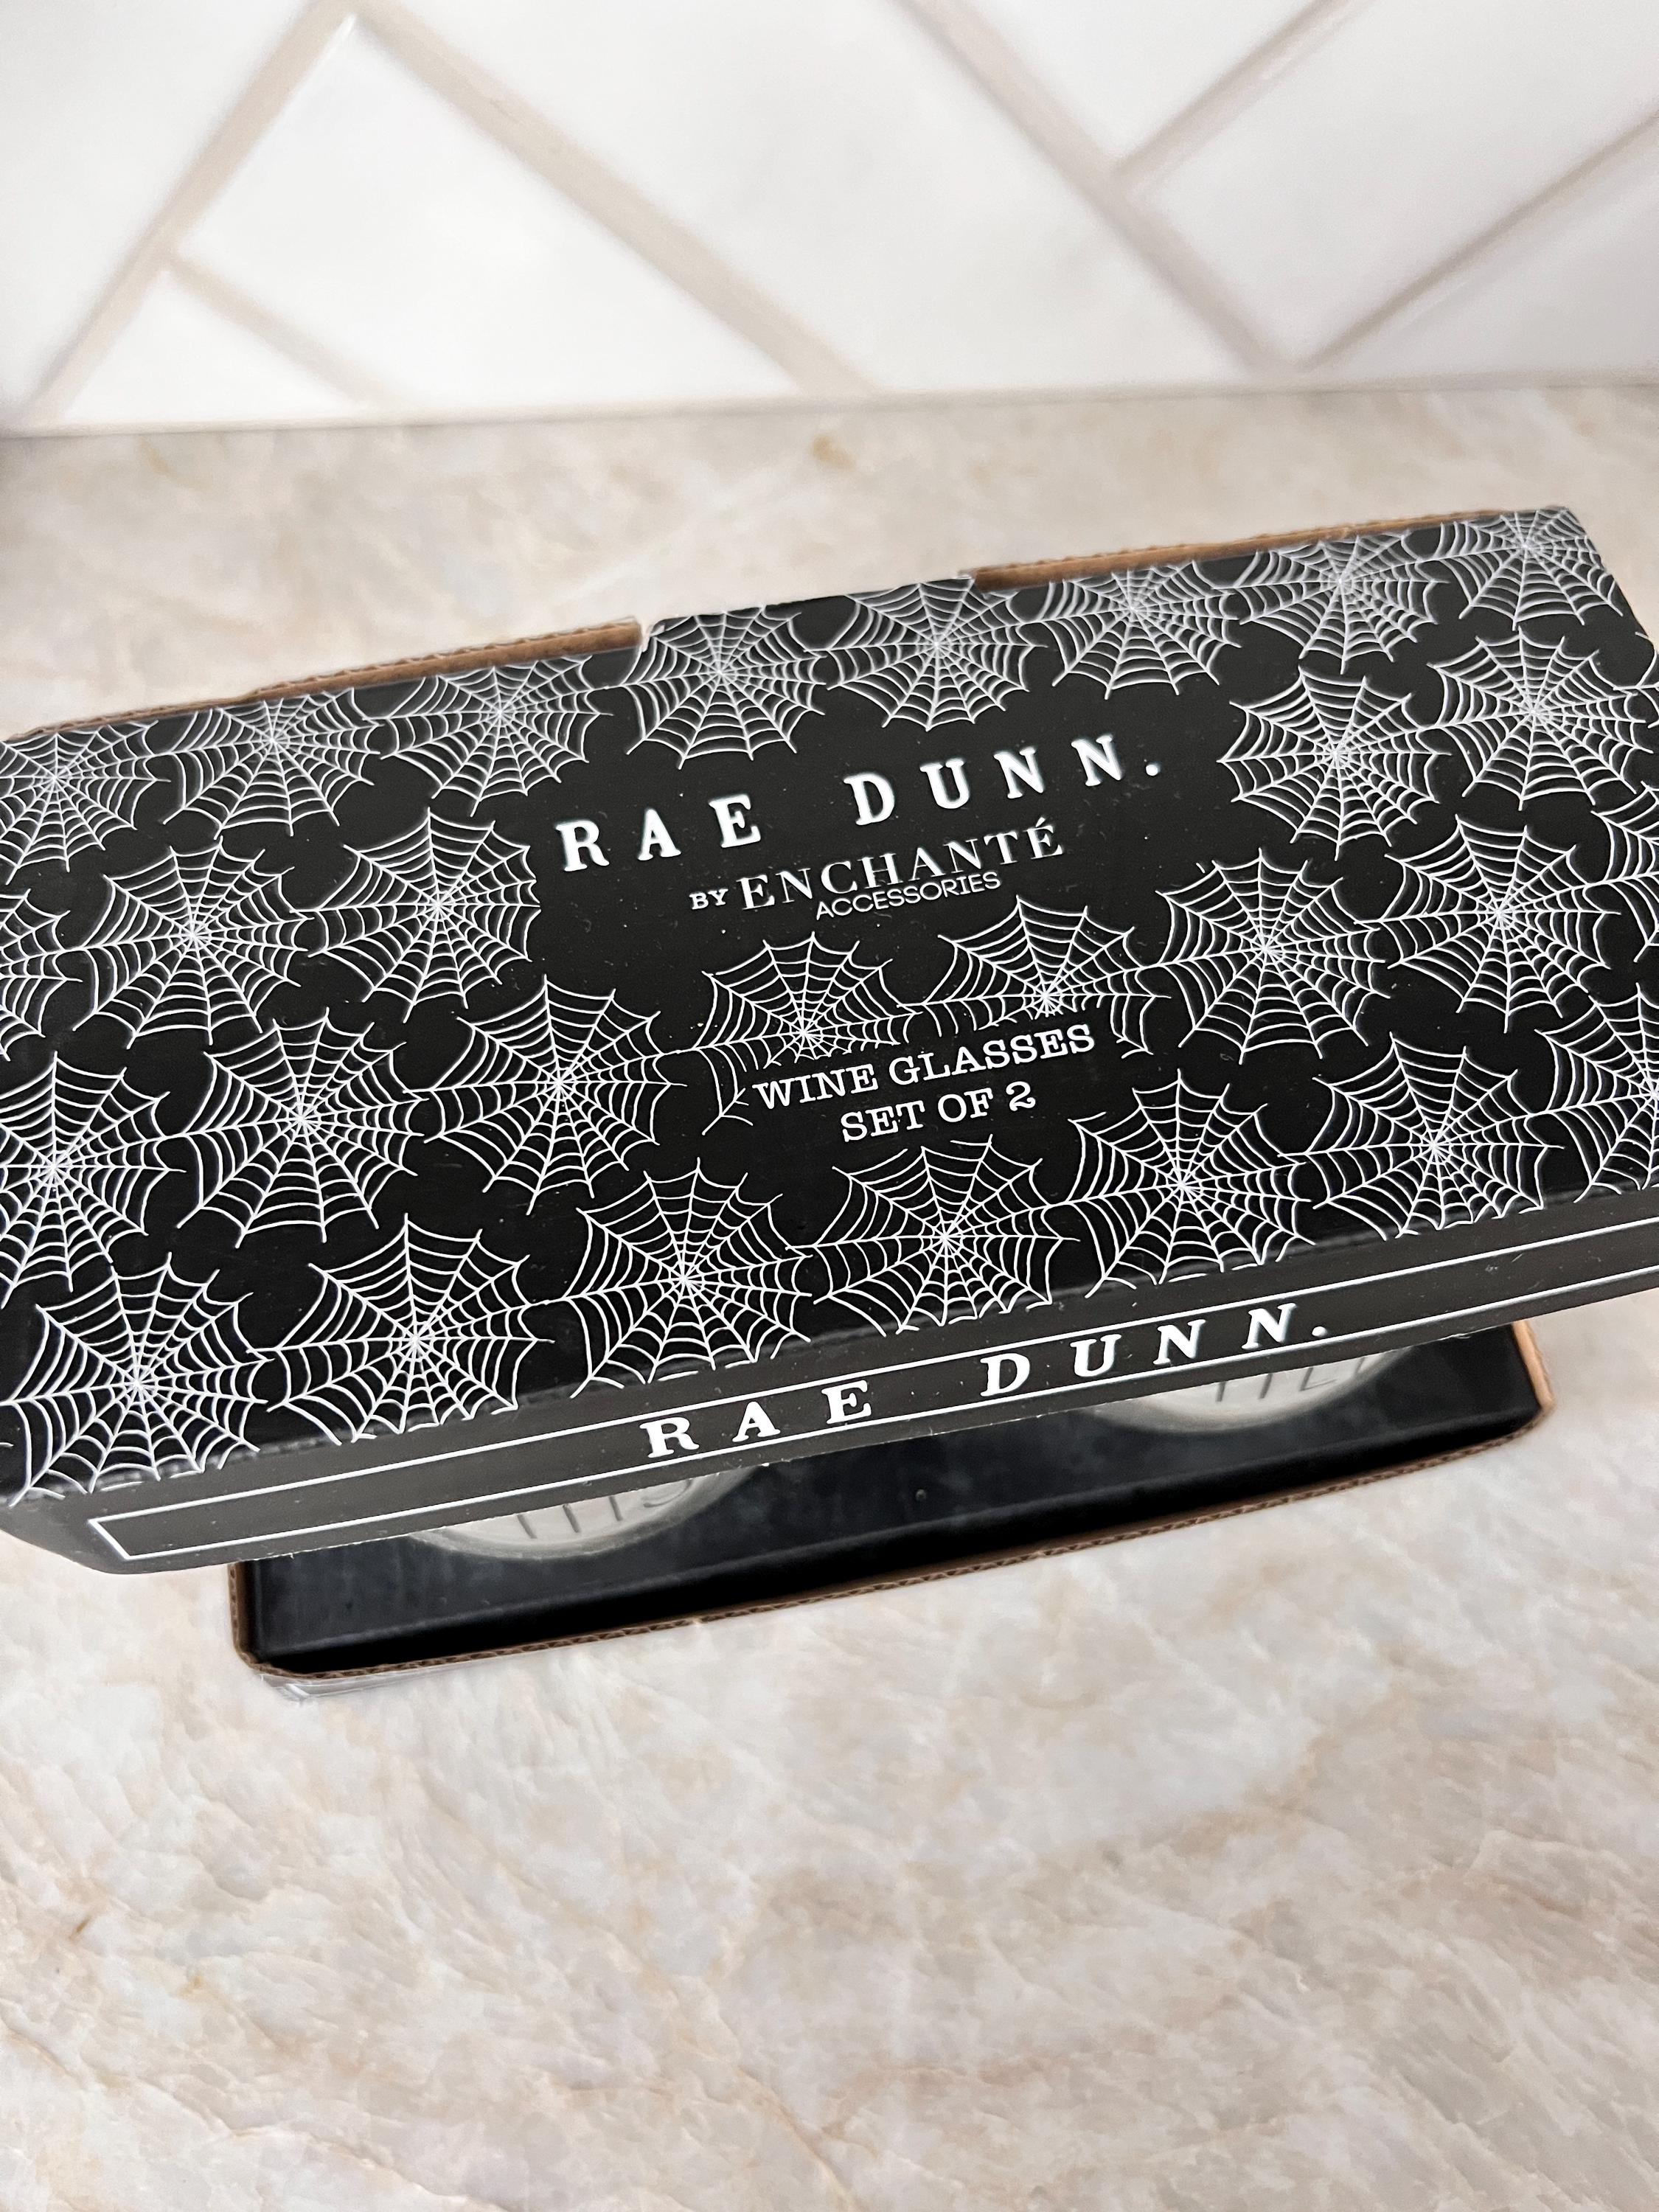 RAE DUNN.
BY ENCHANTÉ
ACCESSORIES
WINE GLASSES
SET OF 2
RAE DUNN.